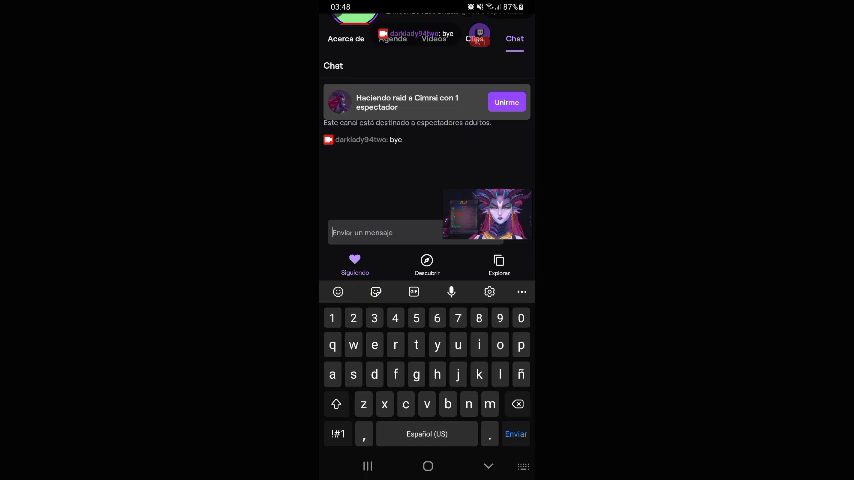 03:48
87%
darklady94two: bye
Acerca de
Agenda
Videos
Clips
Chat
Chat
Haciendo raid a Cimrai con 1
espectador
Unirme
Este canal está destinado a espectadores adultos.
darklady94two: bye
Enviar un mensaje
Siguiendo
Descubrir
Explorar
GIF
1 2 3 4 5 6 7 8 9 0
q w e r t y u i o p
a s d f g h j k l ñ
z x c v b n m
!#1 , Español (US) . Enviar